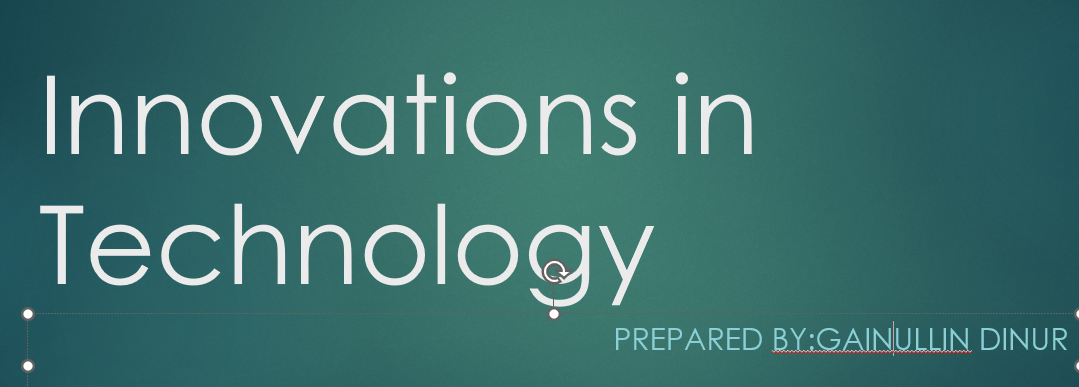 Innovations in
Technology
PREPARED BY:GAINULLIN DINUR